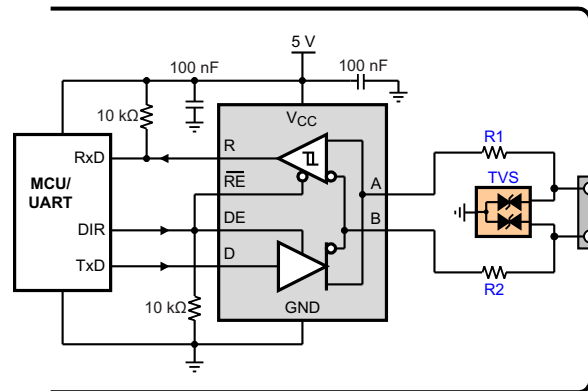 5 V
100 nF
100 nF
10 kΩ
VCC
R
R1
RxD
RE
TVS
MCU/
UART
A
DIR
DE
B
TxD
D
R2
10 kΩ
GND